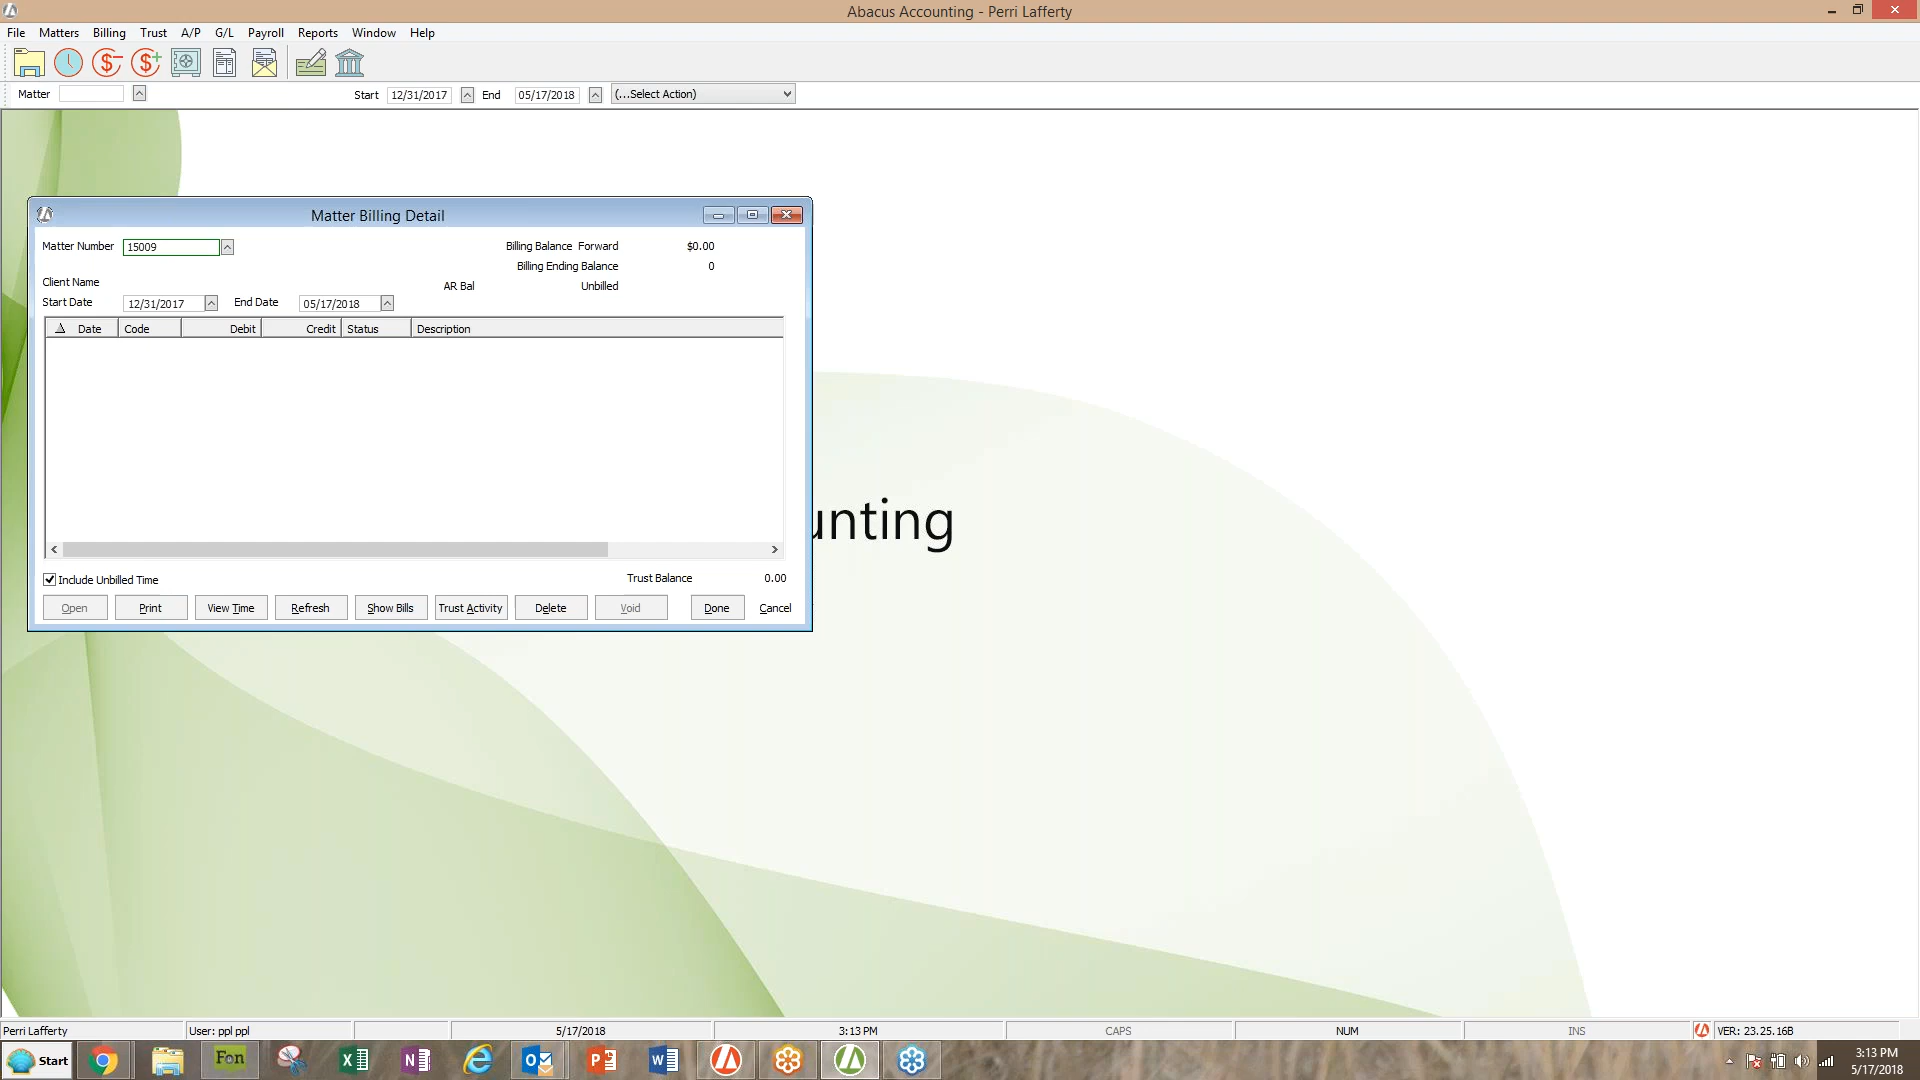 Abacus Accounting - Perri Lafferty
File Matters Billing Trust A/P G/L Payroll Reports Window Help
Matter Start 12/31/2017 End 05/17/2018 (...Select Action)
Matter Billing Detail
Matter Number 15009 Billing Balance Forward $0.00
Billing Ending Balance 0
Client Name
AR Bal Unbilled
Start Date 12/31/2017 End Date 05/17/2018
Date Code Debit Credit Status Description
unting
Include Unbilled Time Trust Balance 0.00
Open Print View Time Refresh Show Bills Trust Activity Delete Void Done Cancel
Perri Lafferty User: ppl ppl 5/17/2018 3:13 PM CAPS NUM INS VER: 23.25.16B
Start Fon 3:13 PM
5/17/2018